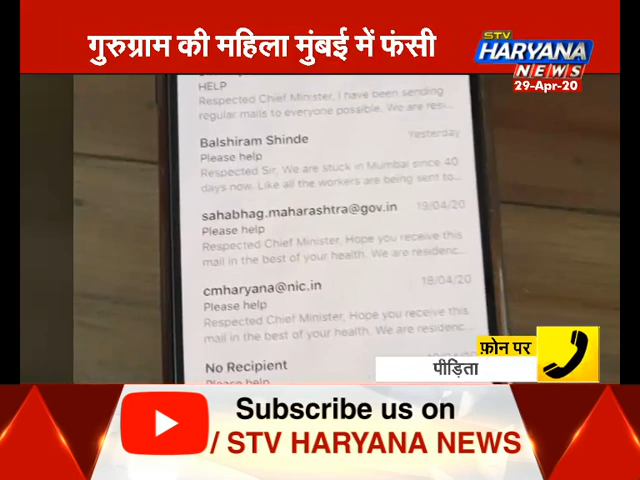 गुरुग्राम की महिला मुंबई में फंसी
STV
HARYANA
NEWS
29-Apr-20
HELP
Respected Chief Minister, I have been sending
regular mails to everyone possible. We are resi...
Balshiram Shinde
Yesterday
Please help
Respected Sir, We are stuck in Mumbai since 40
days now. Like all the workers are being sent to...
sahabhag.maharashtra@gov.in
19/04/20
Please help
Respected Chief Minister, Hope you receive this
mail in the best of your health. We are residenc...
cmharyana@nic.in
18/04/20
Please help
Respected Chief Minister, Hope you receive this
mail in the best of your health. We are residenc...
No Recipient
Please help
फ़ोन पर
पीड़िता
Subscribe us on
/ STV HARYANA NEWS